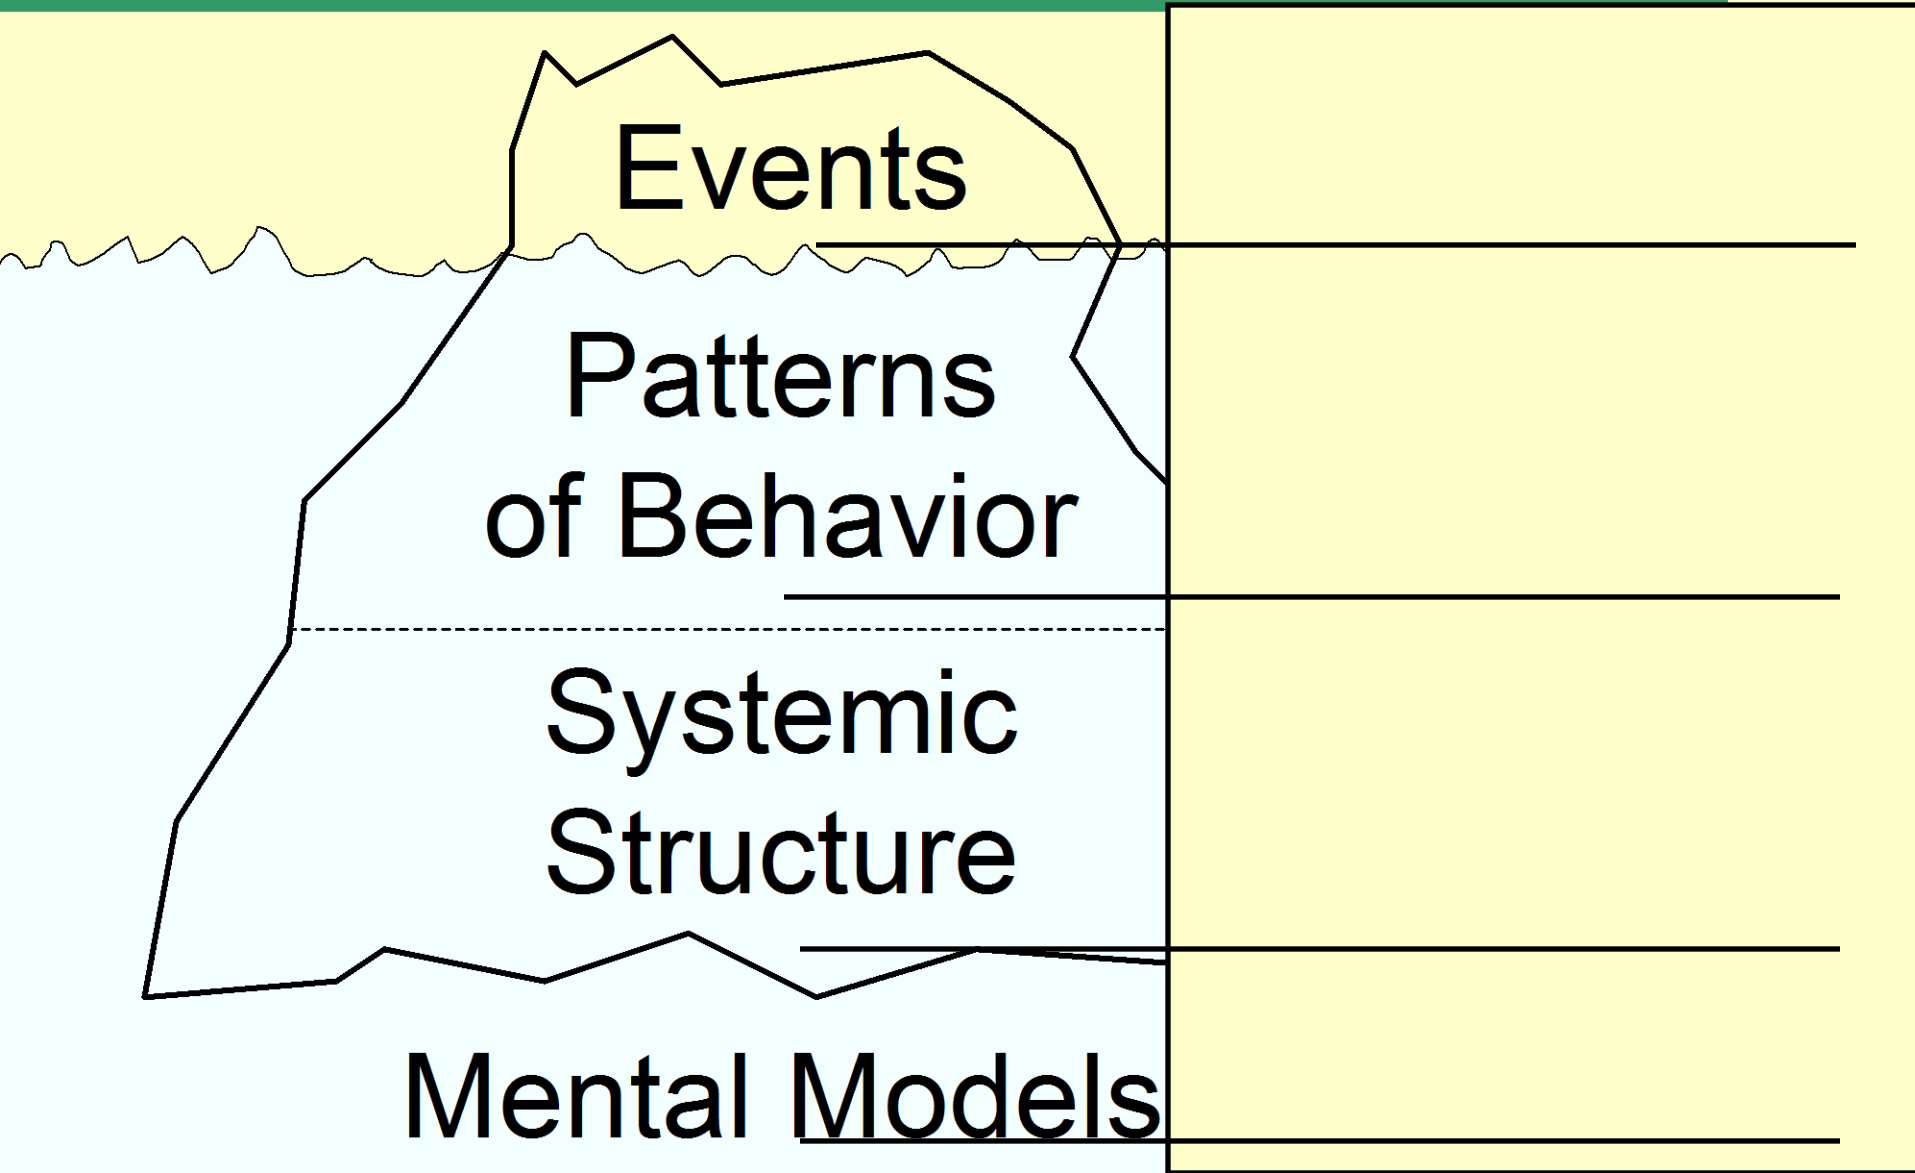 Events
Patterns
of Behavior
Systemic
Structure
Mental Models